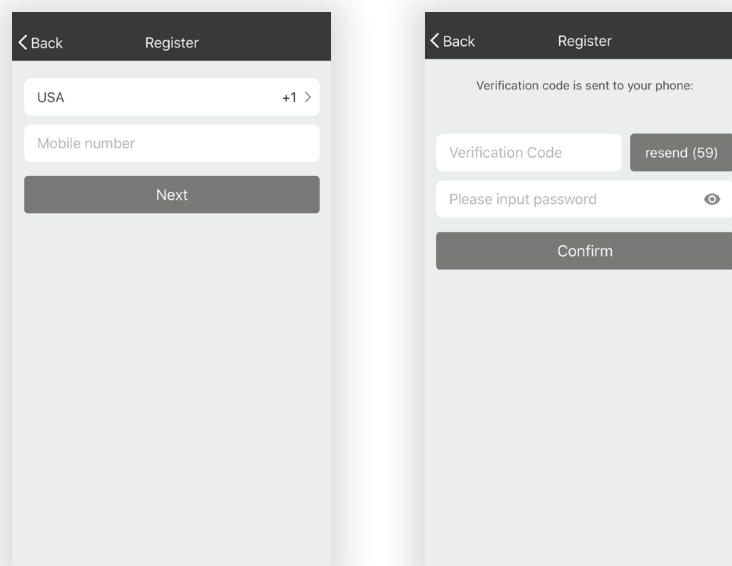 Back Register
USA +1
Mobile number
Next
Back Register
Verification code is sent to your phone:
Verification Code resend (59)
Please input password
Confirm